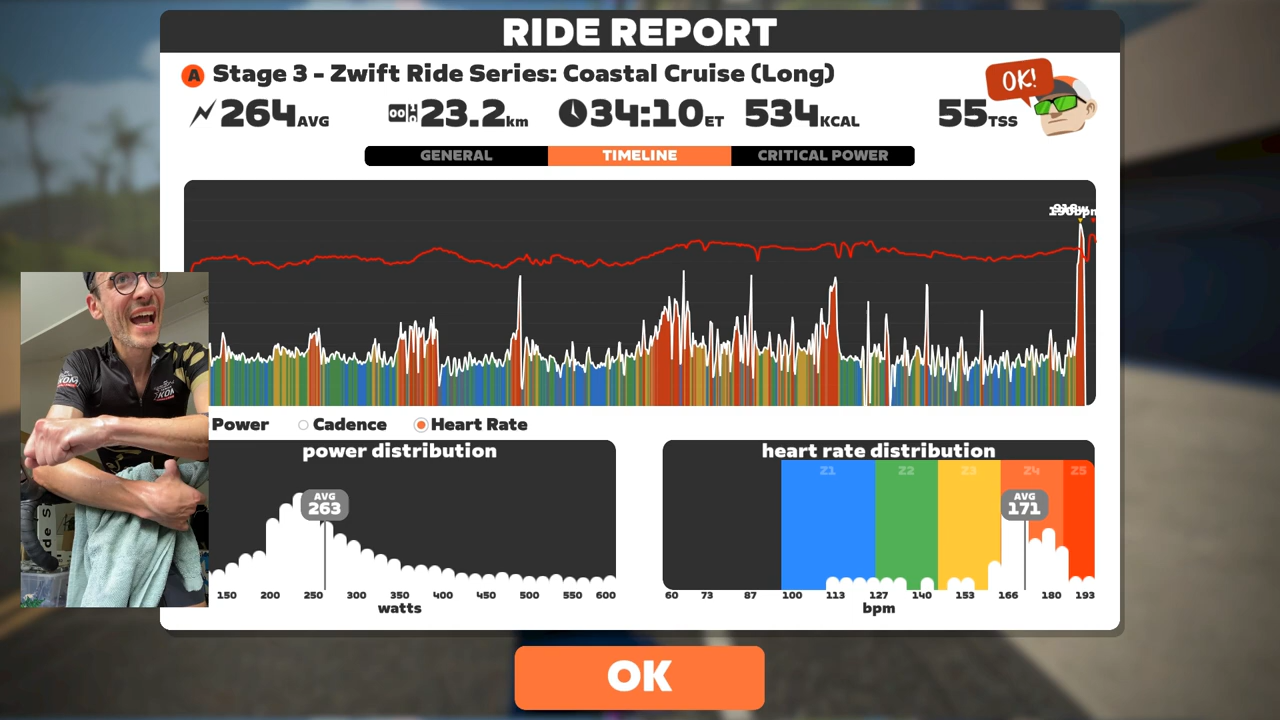 RIDE REPORT
A Stage 3 - Zwift Ride Series: Coastal Cruise (Long)
264AVG 23.2km 34:10ET 534KCAL 55TSS
OK!
GENERAL TIMELINE CRITICAL POWER
190bpm
Power Cadence Heart Rate
power distribution
AVG
263
150 200 250 300 350 400 450 500 550 600
watts
heart rate distribution
Z1 Z2 Z3 Z4 Z5
AVG
171
60 73 87 100 113 127 140 153 166 180 193
bpm
OK